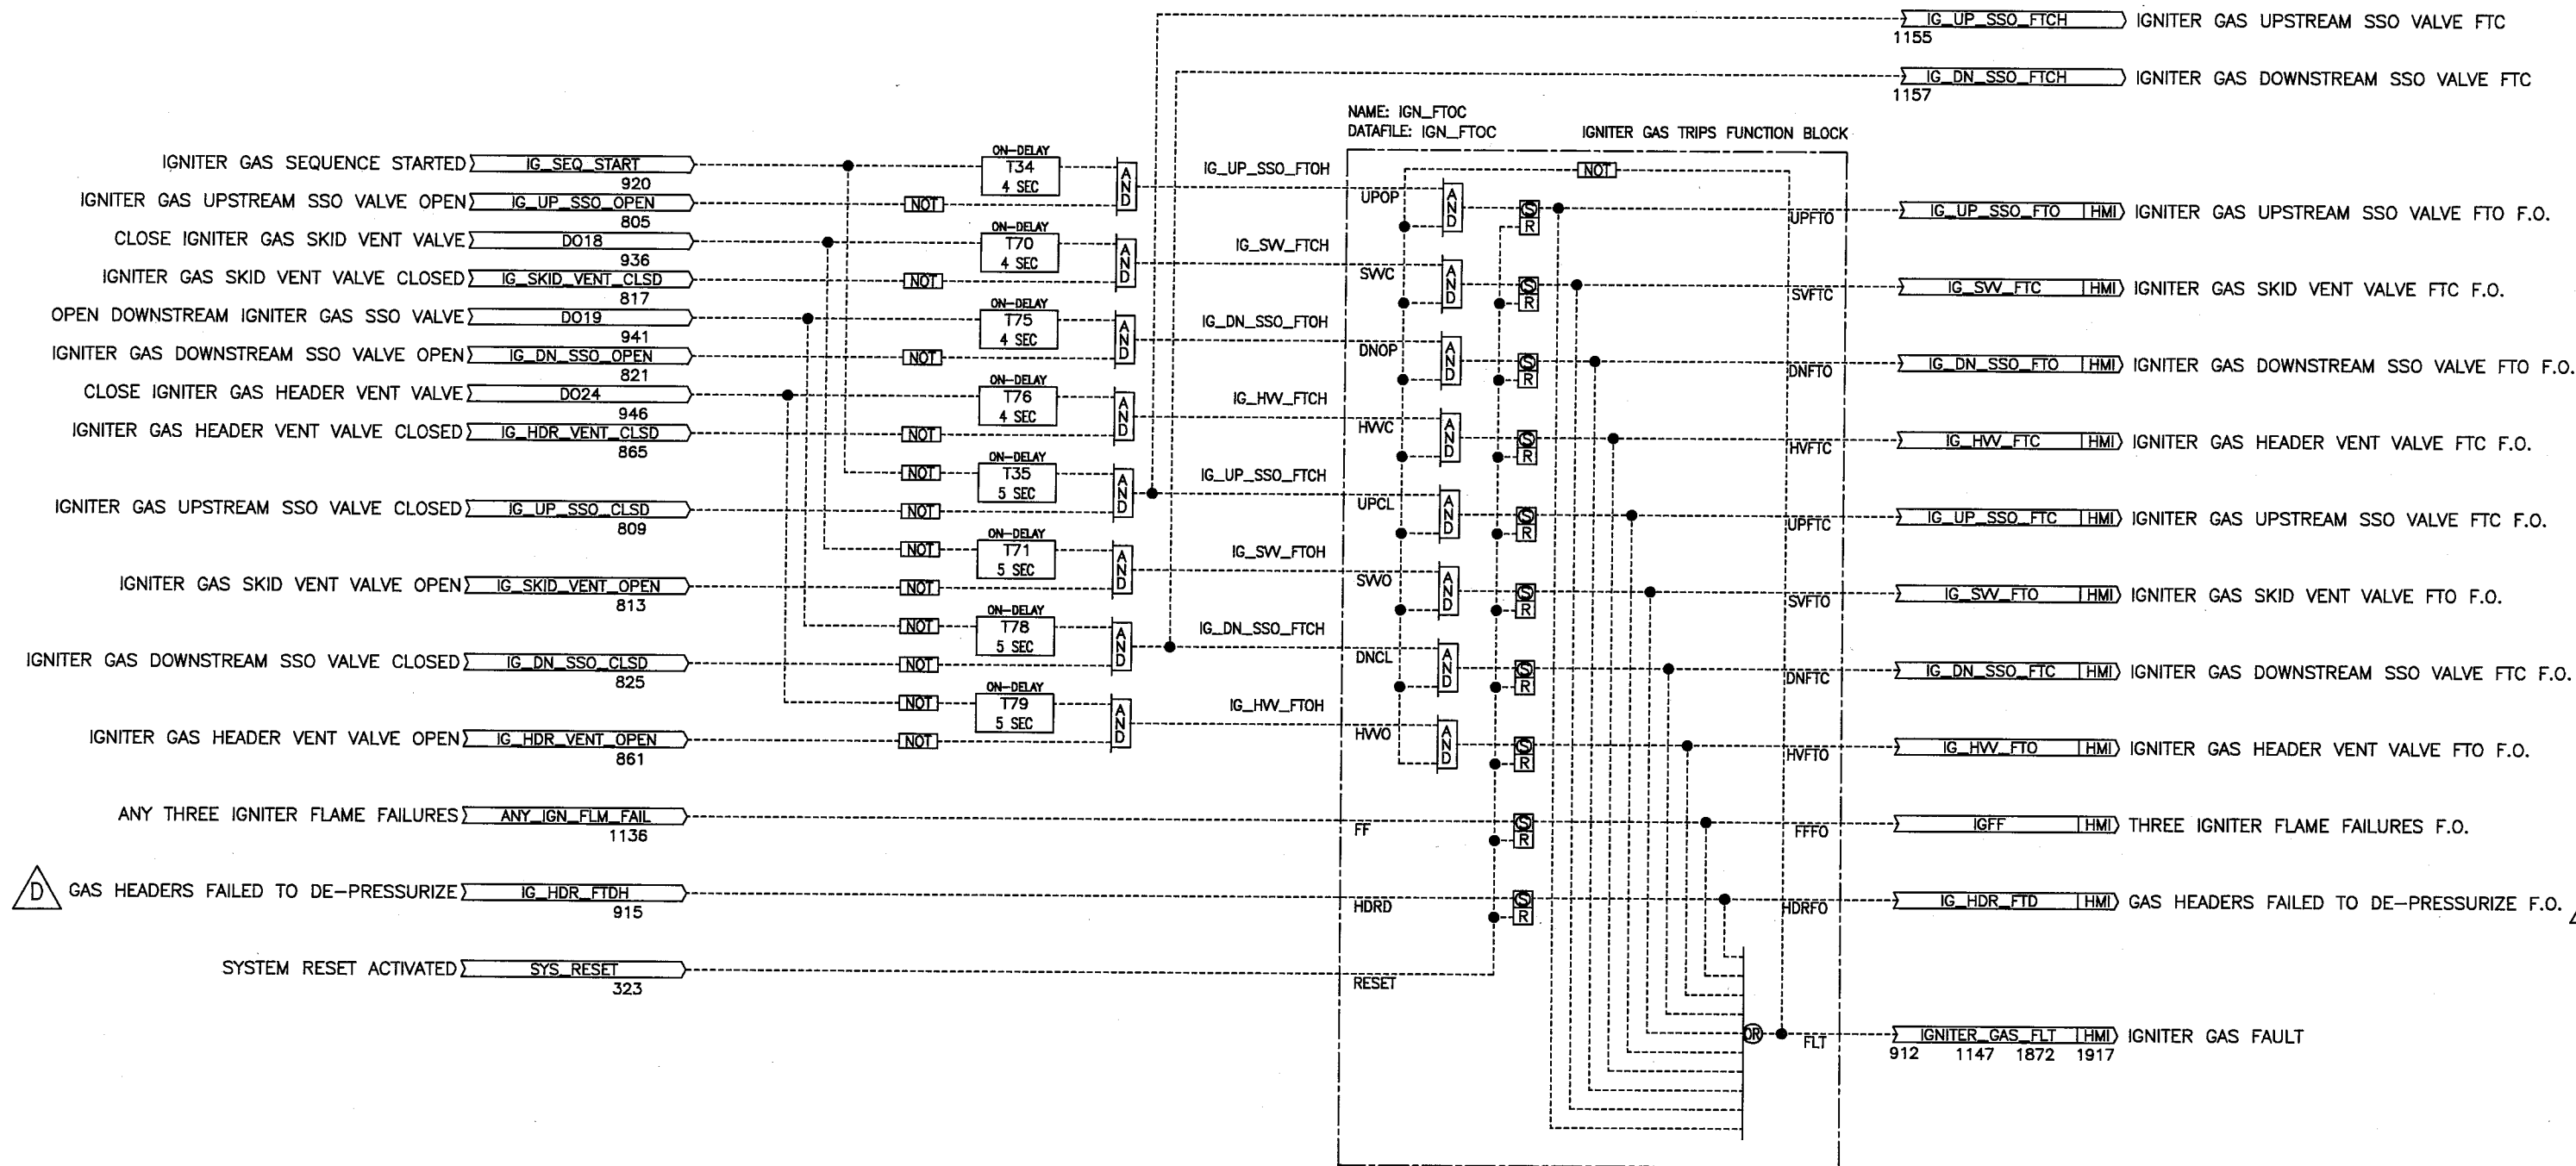 IG_UP_SSO_FTCH IGNITER GAS UPSTREAM SSO VALVE FTC
1155
IG_DN_SSO_FTCH IGNITER GAS DOWNSTREAM SSO VALVE FTC
1157
NAME: IGN_FTOC
DATAFILE: IGN_FTOC IGNITER GAS TRIPS FUNCTION BLOCK
IGNITER GAS SEQUENCE STARTED IG_SEQ_START
920
ON-DELAY
T34
4 SEC
AND
IG_UP_SSO_FTOH
NOT
IGNITER GAS UPSTREAM SSO VALVE OPEN IG_UP_SSO_OPEN
805
NOT
UPOP
AND
S
R
UPFTO
IG_UP_SSO_FTO HMI IGNITER GAS UPSTREAM SSO VALVE FTO F.O.
CLOSE IGNITER GAS SKID VENT VALVE DO18
936
ON-DELAY
T70
4 SEC
AND
IG_SVV_FTCH
IGNITER GAS SKID VENT VALVE CLOSED IG_SKID_VENT_CLSD
817
NOT
SVVC
AND
S
R
SVFTC
IG_SVV_FTC HMI IGNITER GAS SKID VENT VALVE FTC F.O.
OPEN DOWNSTREAM IGNITER GAS SSO VALVE DO19
941
ON-DELAY
T75
4 SEC
AND
IG_DN_SSO_FTOH
IGNITER GAS DOWNSTREAM SSO VALVE OPEN IG_DN_SSO_OPEN
821
NOT
DNOP
AND
S
R
DNFTO
IG_DN_SSO_FTO HMI IGNITER GAS DOWNSTREAM SSO VALVE FTO F.O.
CLOSE IGNITER GAS HEADER VENT VALVE DO24
946
ON-DELAY
T76
4 SEC
AND
IG_HVV_FTCH
IGNITER GAS HEADER VENT VALVE CLOSED IG_HDR_VENT_CLSD
865
NOT
HVVC
AND
S
R
HVFTC
IG_HVV_FTC HMI IGNITER GAS HEADER VENT VALVE FTC F.O.
NOT
ON-DELAY
T35
5 SEC
AND
IG_UP_SSO_FTCH
IGNITER GAS UPSTREAM SSO VALVE CLOSED IG_UP_SSO_CLSD
809
NOT
UPCL
AND
S
R
UPFTC
IG_UP_SSO_FTC HMI IGNITER GAS UPSTREAM SSO VALVE FTC F.O.
NOT
ON-DELAY
T71
5 SEC
AND
IG_SVV_FTOH
IGNITER GAS SKID VENT VALVE OPEN IG_SKID_VENT_OPEN
813
NOT
SVVO
AND
S
R
SVFTO
IG_SVV_FTO HMI IGNITER GAS SKID VENT VALVE FTO F.O.
NOT
ON-DELAY
T78
5 SEC
AND
IG_DN_SSO_FTCH
IGNITER GAS DOWNSTREAM SSO VALVE CLOSED IG_DN_SSO_CLSD
825
NOT
DNCL
AND
S
R
DNFTC
IG_DN_SSO_FTC HMI IGNITER GAS DOWNSTREAM SSO VALVE FTC F.O.
NOT
ON-DELAY
T79
5 SEC
AND
IG_HVV_FTOH
IGNITER GAS HEADER VENT VALVE OPEN IG_HDR_VENT_OPEN
861
NOT
HVVO
AND
S
R
HVFTO
IG_HVV_FTO HMI IGNITER GAS HEADER VENT VALVE FTO F.O.
ANY THREE IGNITER FLAME FAILURES ANY_IGN_FLM_FAIL
1136
FF
S
R
FFFO
IGFF HMI THREE IGNITER FLAME FAILURES F.O.
D GAS HEADERS FAILED TO DE-PRESSURIZE IG_HDR_FTDH
915
HDRD
S
R
HDRFO
IG_HDR_FTD HMI GAS HEADERS FAILED TO DE-PRESSURIZE F.O.
SYSTEM RESET ACTIVATED SYS_RESET
323
RESET
OR
FLT
IGNITER_GAS_FLT HMI IGNITER GAS FAULT
912 1147 1872 1917